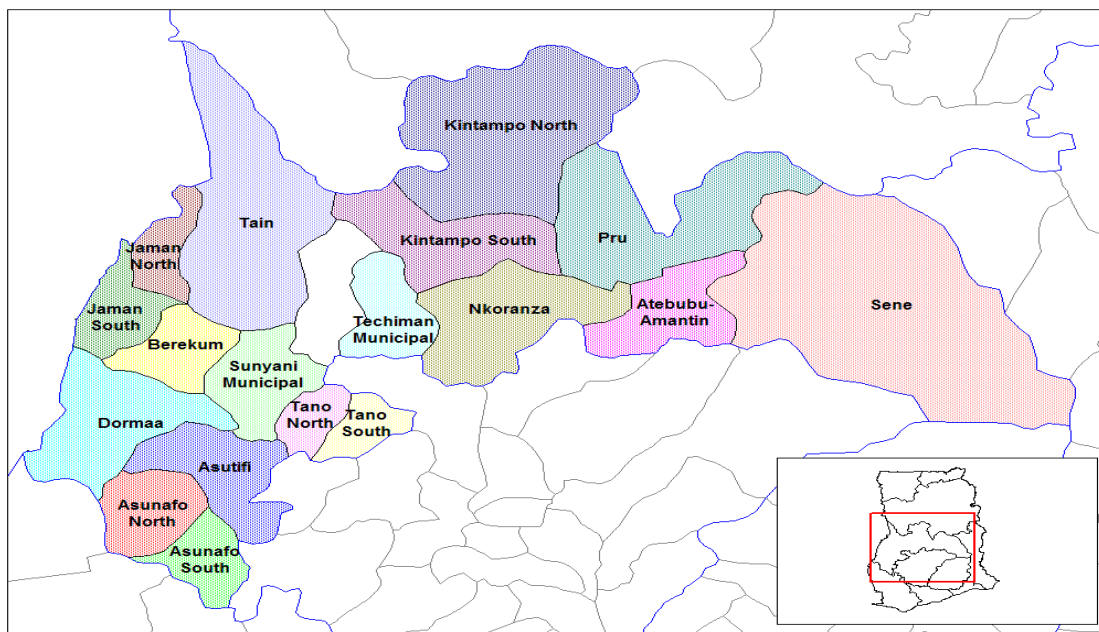 Kintampo North
Tain
Kintampo South
Pru
Jaman
North
Jaman
South
Nkoranza
Atebubu-
Amantin
Sene
Techiman
Municipal
Berekum
Sunyani
Municipal
Tano
North
Tano
South
Dormaa
Asutifi
Asunafo
North
Asunafo
South